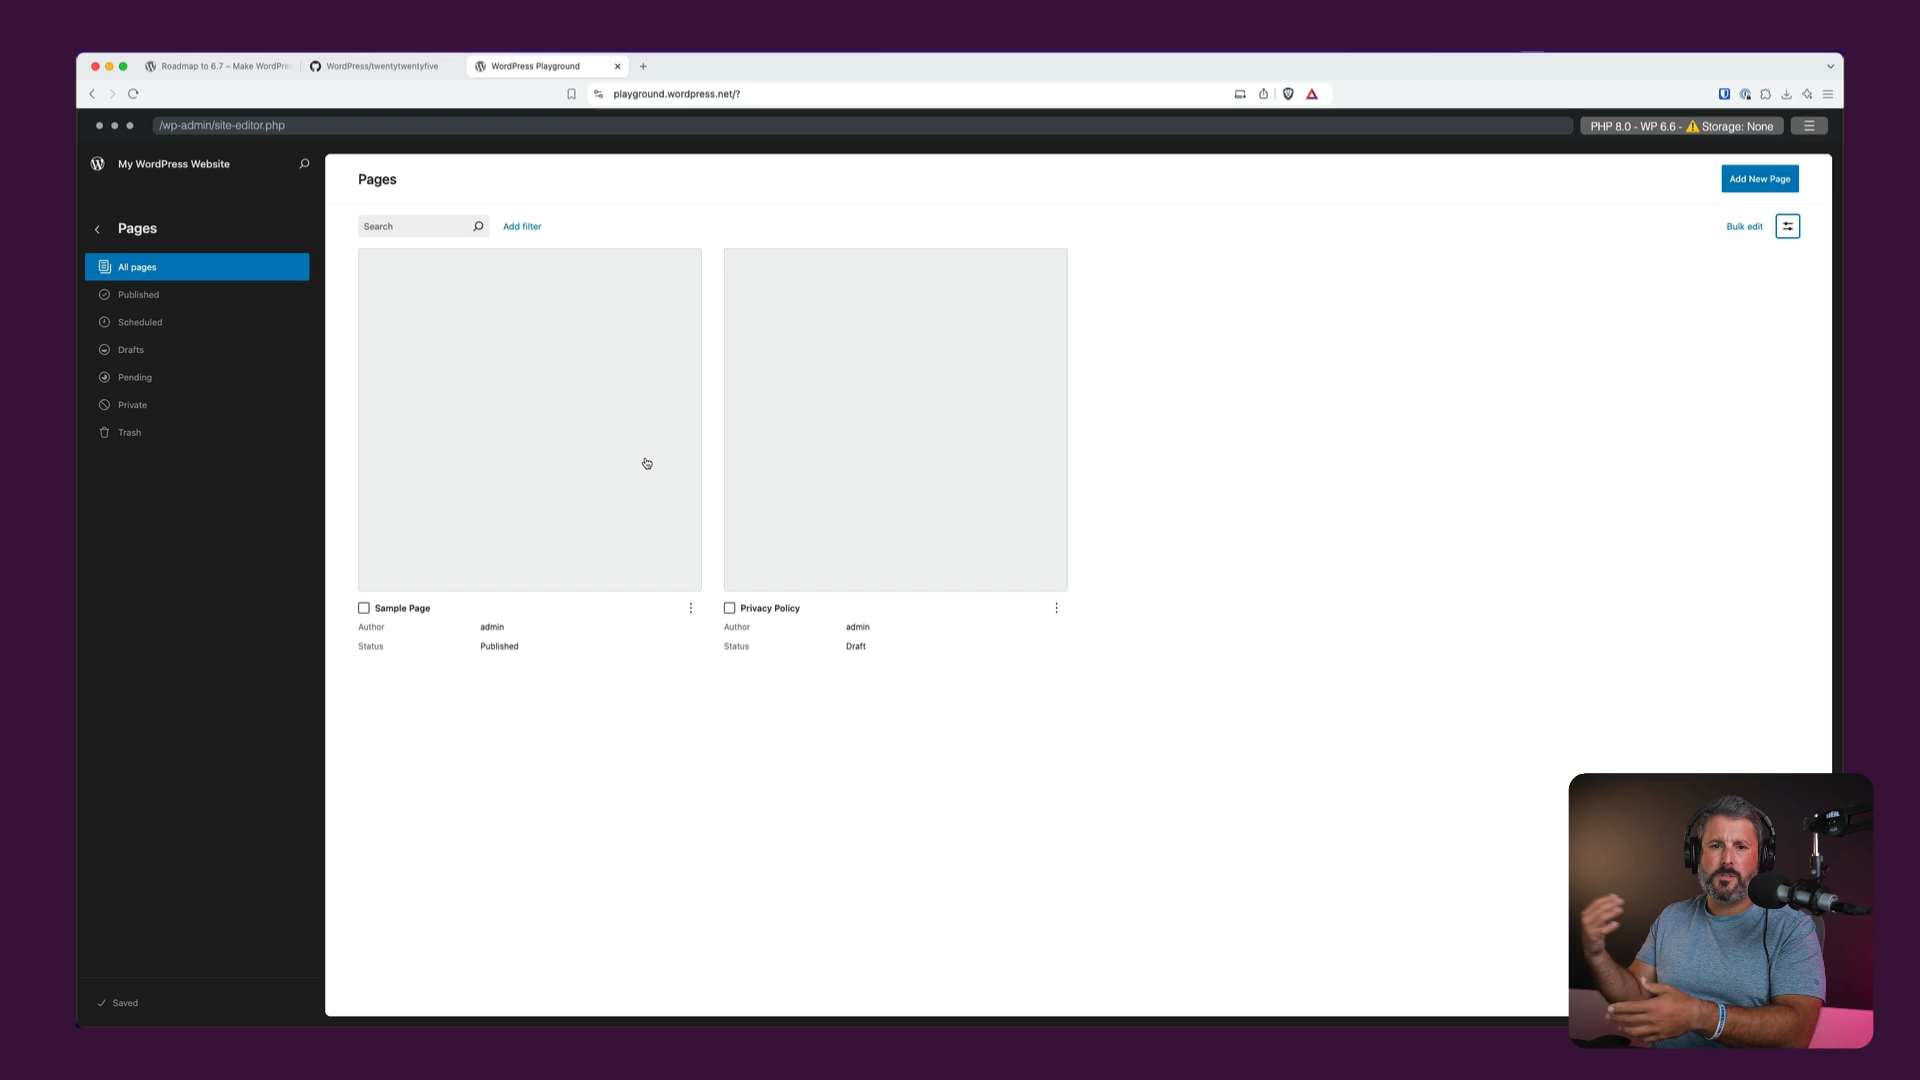 Roadmap to 6.7 – Make WordPre
WordPress/twentytwentyfive
WordPress Playground
playground.wordpress.net/?
/wp-admin/site-editor.php
PHP 8.0 - WP 6.6 - ⚠️ Storage: None
My WordPress Website
Pages
Add New Page
Pages
Search
Add filter
Bulk edit
All pages
Published
Scheduled
Drafts
Pending
Private
Trash
Sample Page
Privacy Policy
Author admin
Author admin
Status Published
Status Draft
Saved